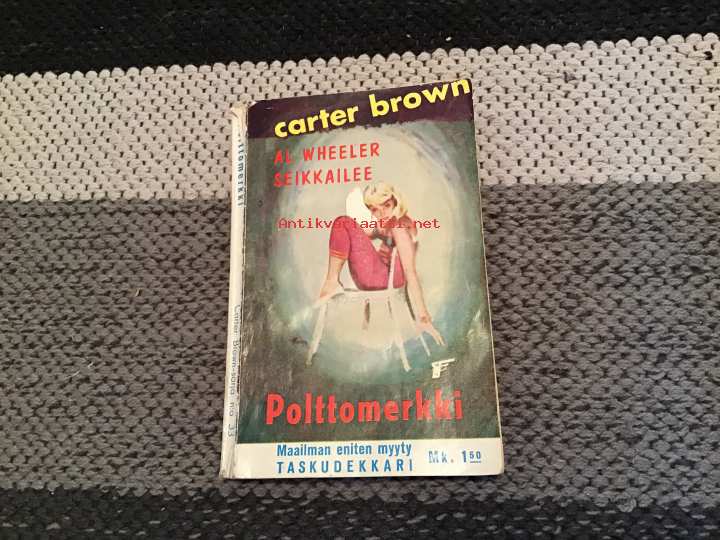 carter brown
AL WHEELER
SEIKKAILEE
Antikvariaatti.net
Polttomerkki
Maailman eniten myyty
TASKUDEKKARI Mk. 1 50
Polttomerkki
Carter Brown-sarja n:o 33